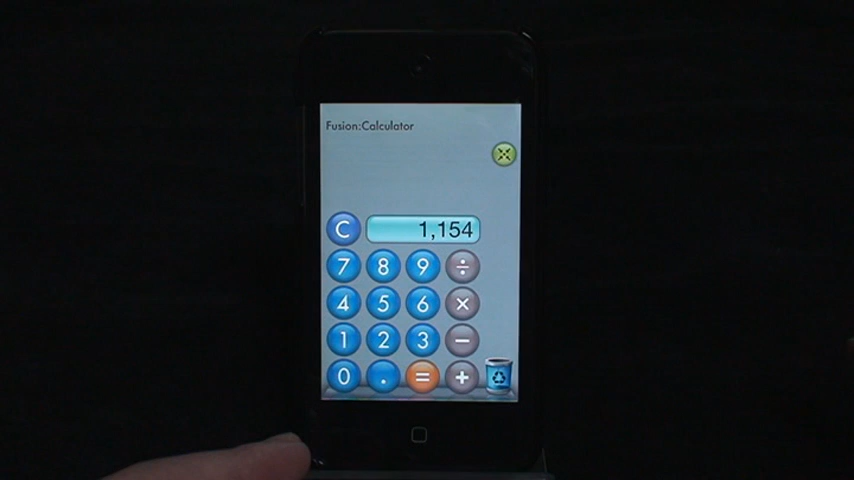 Fusion:Calculator
C 1,154
7 8 9 ÷
4 5 6 ×
1 2 3 −
0 . = +